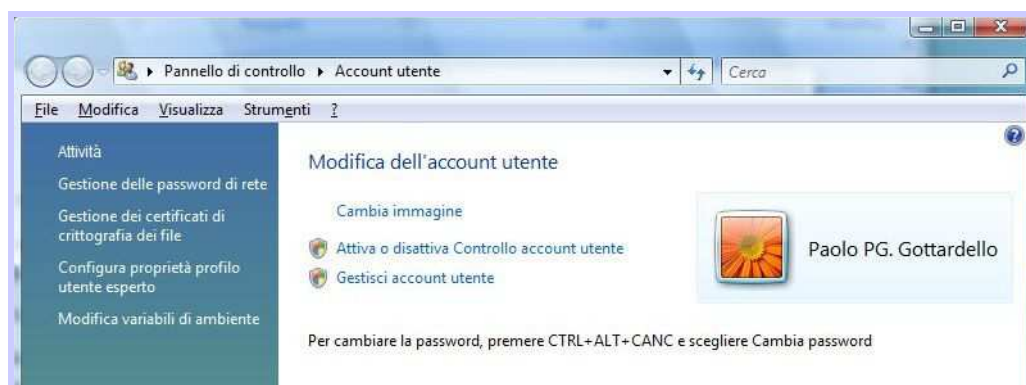 Pannello di controllo Account utente
Cerca
File Modifica Visualizza Strumenti ?
Attività
Gestione delle password di rete
Gestione dei certificati di
crittografia dei file
Configura proprietà profilo
utente esperto
Modifica variabili di ambiente
Modifica dell'account utente
Cambia immagine
Attiva o disattiva Controllo account utente
Gestisci account utente
Paolo PG. Gottardello
Per cambiare la password, premere CTRL+ALT+CANC e scegliere Cambia password